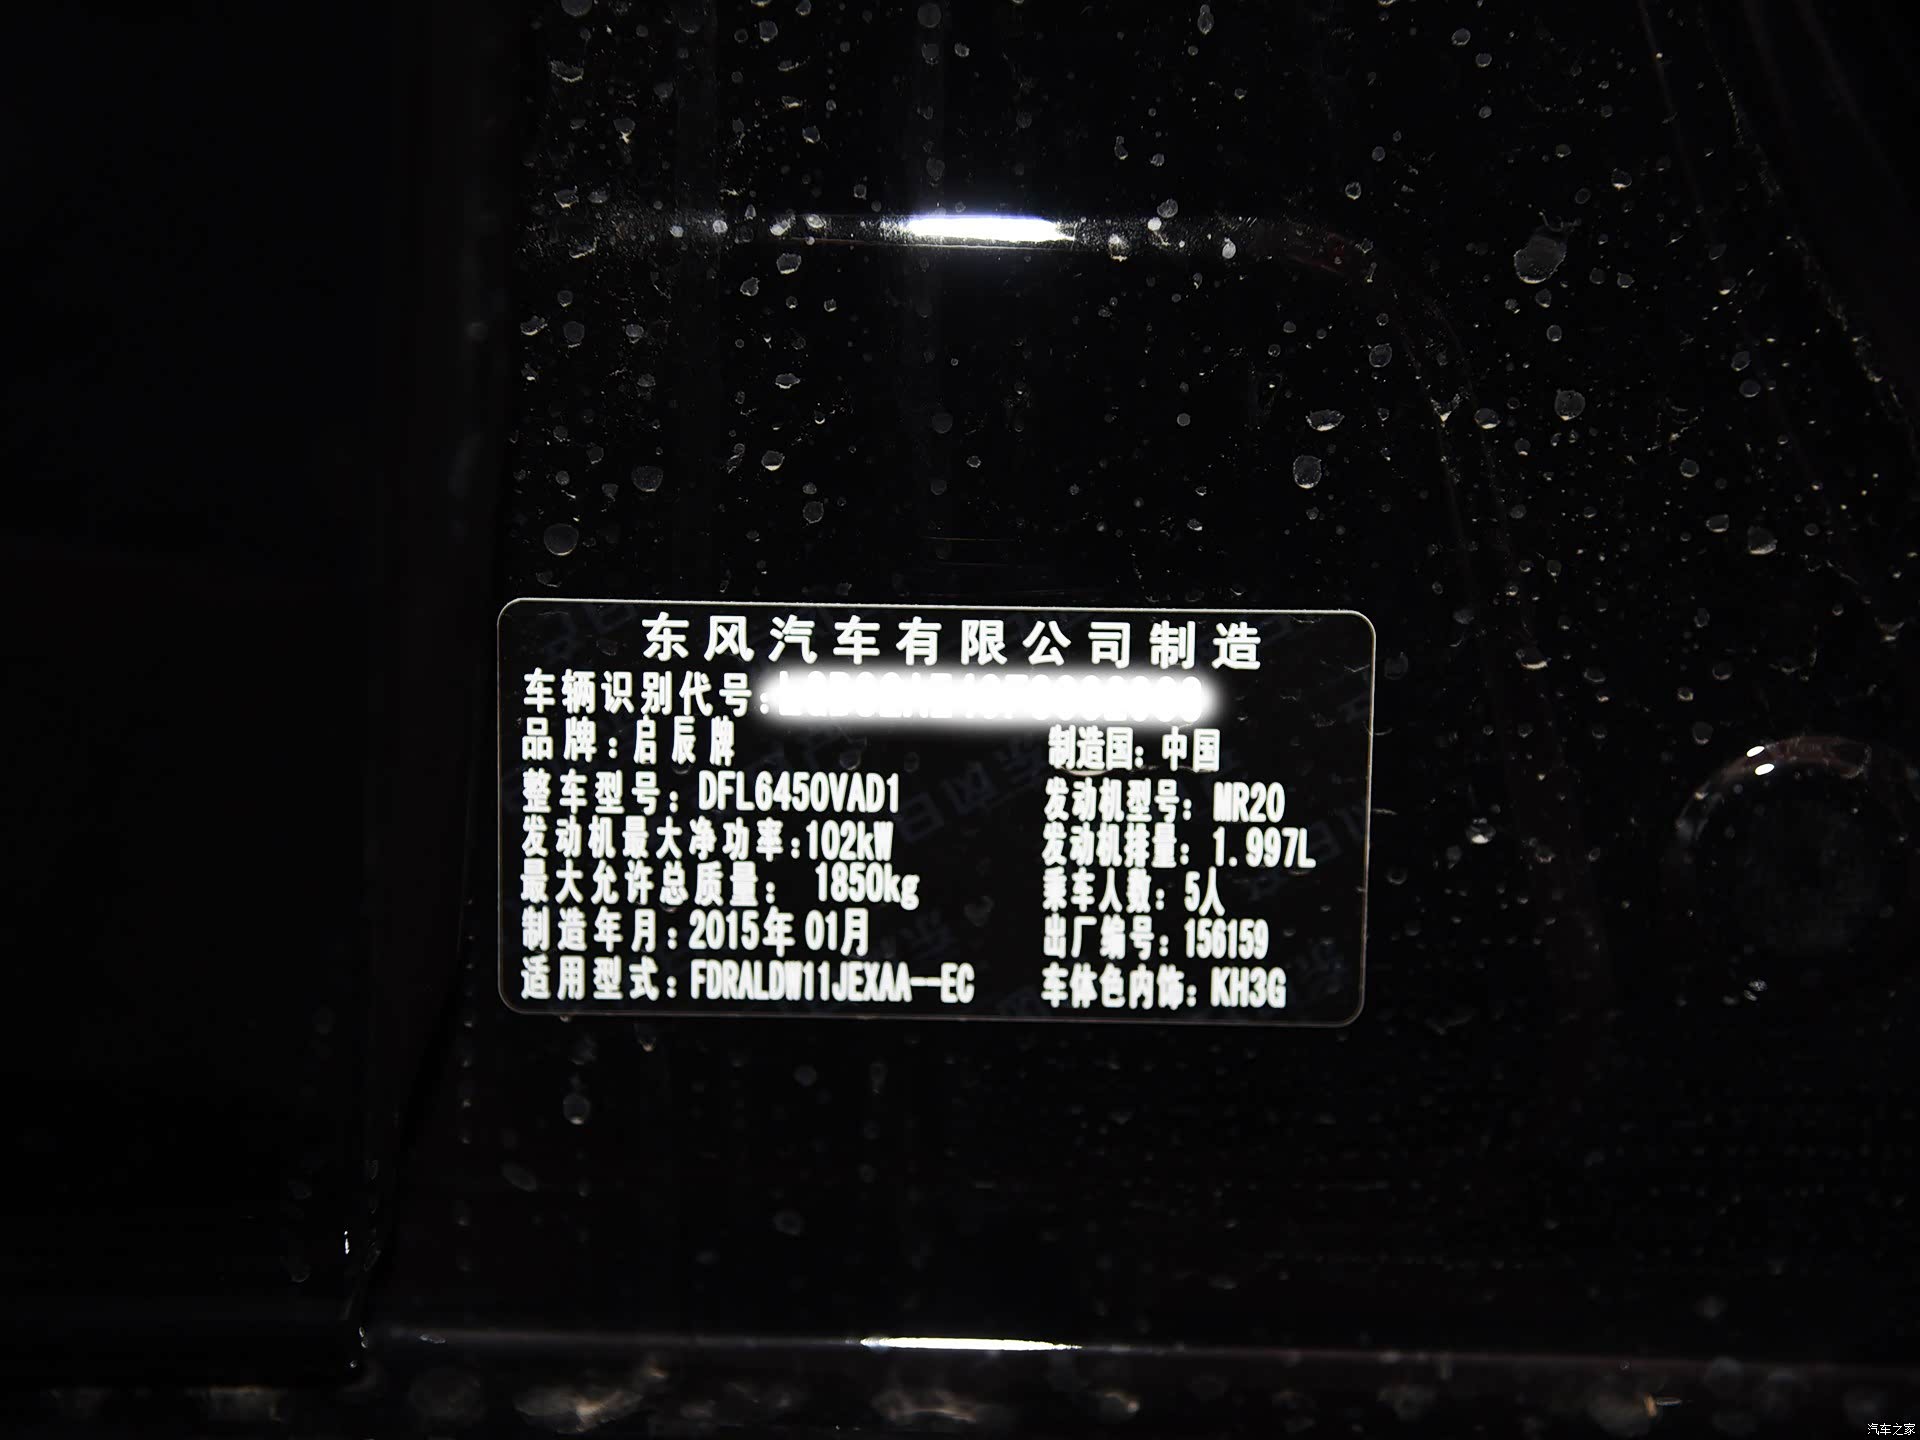 东风汽车有限公司制造
车辆识别代号:
品牌:启辰牌 制造国:中国
整车型号:DFL6450VAD1 发动机型号:MR20
发动机最大净功率:102kW 发动机排量:1.997L
最大允许总质量: 1850kg 乘车人数:5人
制造年月:2015年 01月 出厂编号:156159
适用型式:FDRALDW11JEXAA--EC 车体色内饰:KH3G
汽车之家